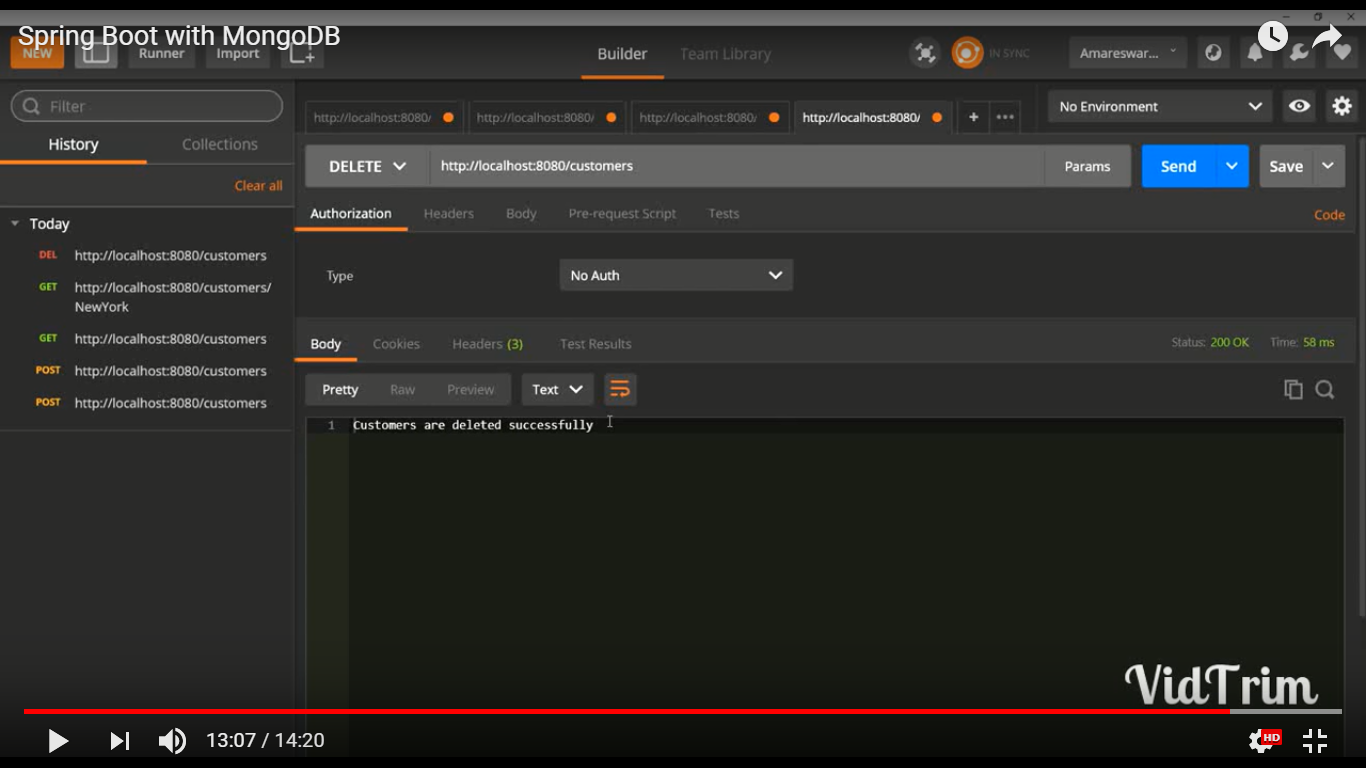 Spring Boot with MongoDB
NEW
Runner
Import
Builder
Team Library
IN SYNC
Amareswar...
Filter
http://localhost:8080/
http://localhost:8080/
http://localhost:8080/
http://localhost:8080/
+
•••
No Environment
History
Collections
DELETE
http://localhost:8080/customers
Params
Send
Save
Clear all
Authorization
Headers
Body
Pre-request Script
Tests
Code
Today
DEL http://localhost:8080/customers
GET http://localhost:8080/customers/
NewYork
GET http://localhost:8080/customers
POST http://localhost:8080/customers
POST http://localhost:8080/customers
Type
No Auth
Body
Cookies
Headers (3)
Test Results
Status: 200 OK
Time: 58 ms
Pretty
Raw
Preview
Text
1 Customers are deleted successfully
VidTrim
13:07 / 14:20
HD